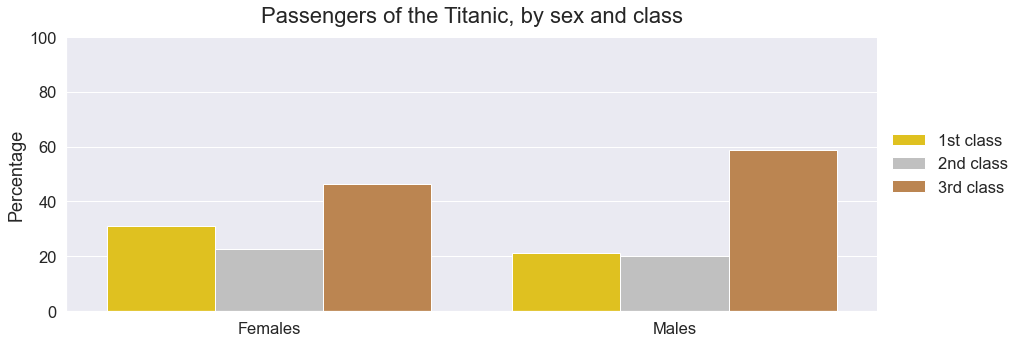 Passengers of the Titanic, by sex and class
100
80
60
40
20
0
Percentage
Females
Males
1st class
2nd class
3rd class